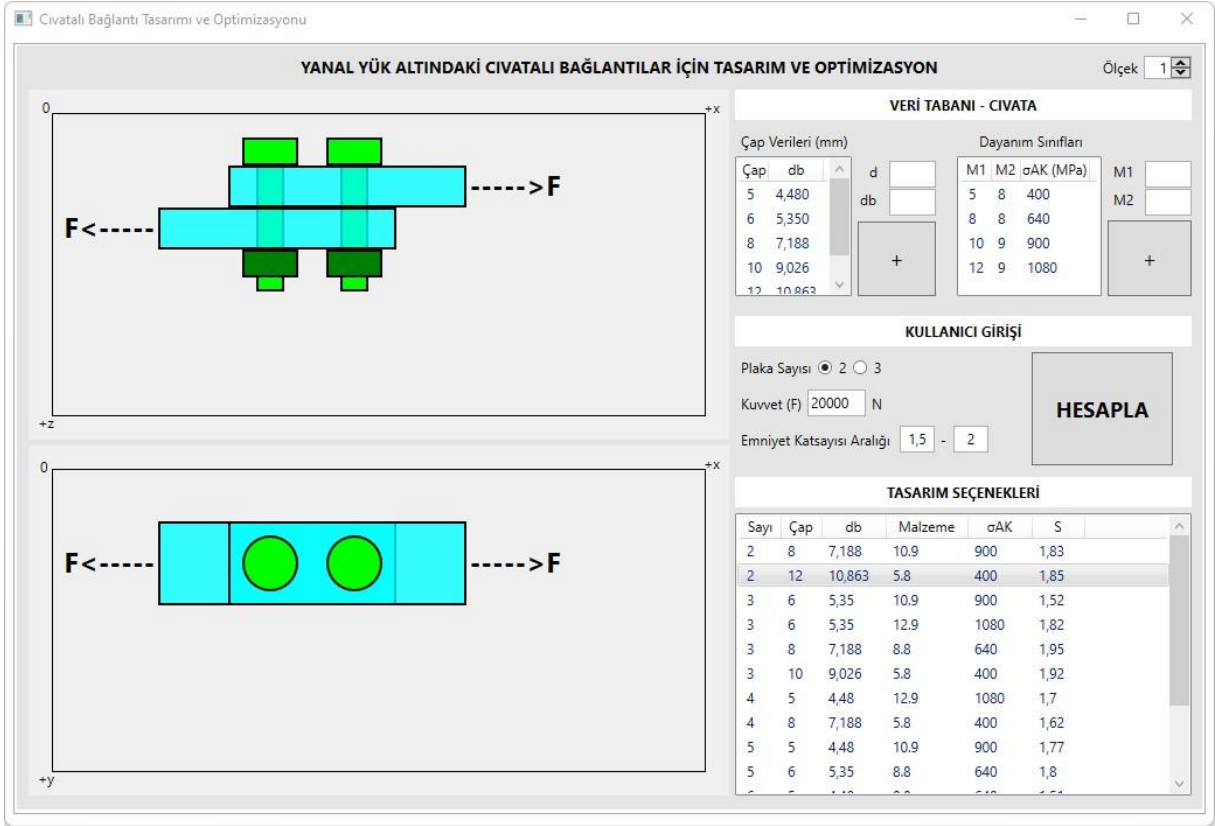 Cıvatalı Bağlantı Tasarımı ve Optimizasyonu
YANAL YÜK ALTINDAKİ CIVATALI BAĞLANTILAR İÇİN TASARIM VE OPTİMİZASYON
Ölçek 1
0
+x
F<-----
----->F
+z
0
+x
F<-----
----->F
+y
VERİ TABANI - CIVATA
Çap Verileri (mm)
Çap db
5 4,480
6 5,350
8 7,188
10 9,026
12 10,863
d
db
+
Dayanım Sınıfları
M1 M2 σAK (MPa)
5 8 400
8 8 640
10 9 900
12 9 1080
M1
M2
+
KULLANICI GİRİŞİ
Plaka Sayısı 2 3
Kuvvet (F) 20000 N
Emniyet Katsayısı Aralığı 1,5 - 2
HESAPLA
TASARIM SEÇENEKLERİ
Sayı Çap db Malzeme σAK S
2 8 7,188 10.9 900 1,83
2 12 10,863 5.8 400 1,85
3 6 5,35 10.9 900 1,52
3 6 5,35 12.9 1080 1,82
3 8 7,188 8.8 640 1,95
3 10 9,026 5.8 400 1,92
4 5 4,48 12.9 1080 1,7
4 8 7,188 5.8 400 1,62
5 5 4,48 10.9 900 1,77
5 6 5,35 8.8 640 1,8